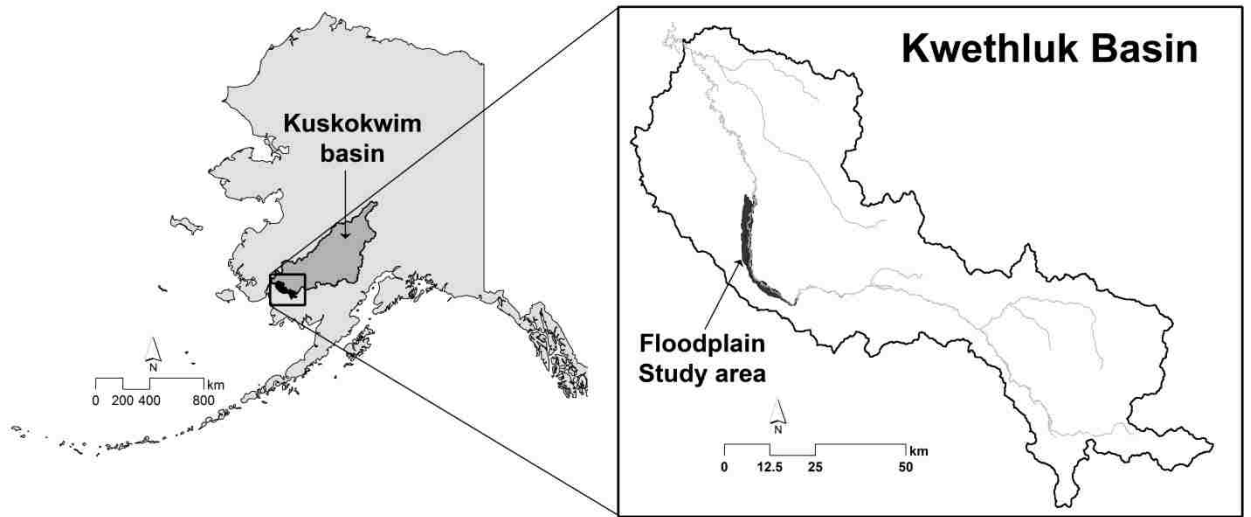 Kuskokwim
basin
N
km
0 200 400 800
Kwethluk Basin
Floodplain
Study area
N
km
0 12.5 25 50